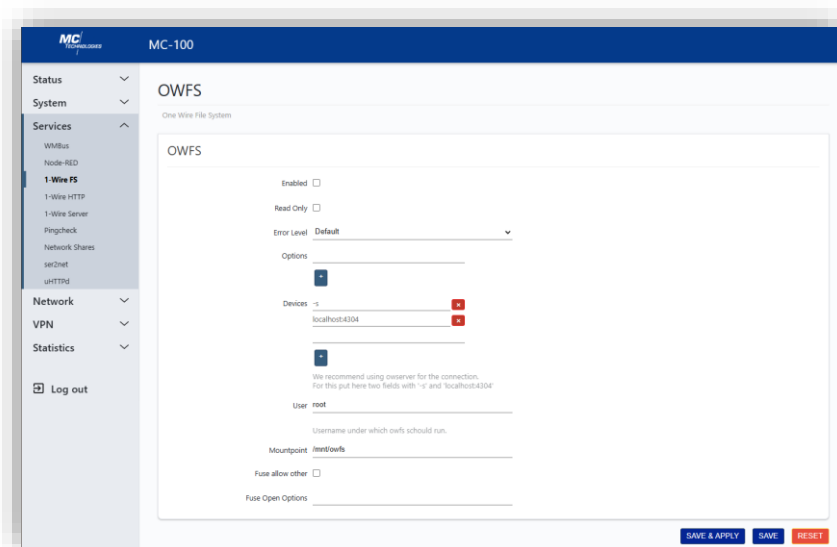 MC
TECHNOLOGIES
MC-100
Status
System
Services
WMBus
Node-RED
1-Wire FS
1-Wire HTTP
1-Wire Server
Pingcheck
Network Shares
ser2net
uHTTPd
Network
VPN
Statistics
Log out
OWFS
One Wire File System
OWFS
Enabled
Read Only
Error Level Default
Options
+
Devices -s ×
localhost:4304 ×
+
We recommend using owserver for the connection.
For this put here two fields with '-s' and 'localhost:4304'
User root
Username under which owfs schould run.
Mountpoint /mnt/owfs
Fuse allow other
Fuse Open Options
SAVE & APPLY SAVE RESET